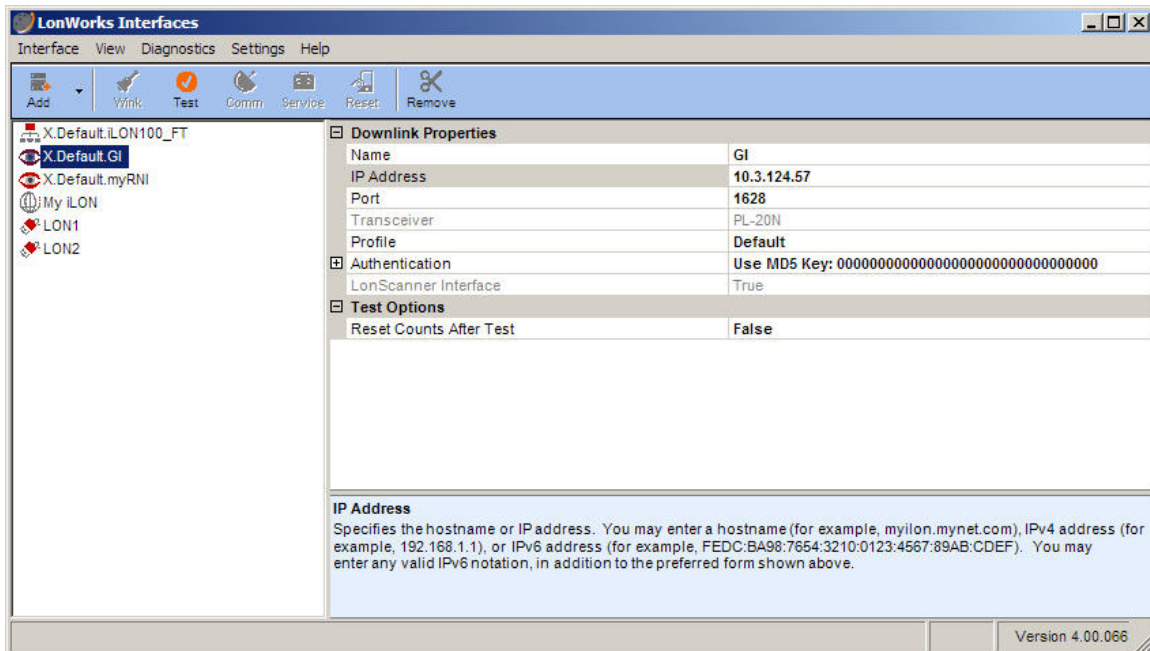 LonWorks Interfaces
Interface View Diagnostics Settings Help
Add Wink Test Comm Service Reset Remove
X.Default.iLON100_FT
X.Default.GI
X.Default.myRNI
My iLON
LON1
LON2
Downlink Properties
Name GI
IP Address 10.3.124.57
Port 1628
Transceiver PL-20N
Profile Default
Authentication Use MD5 Key: 00000000000000000000000000000000
LonScanner Interface True
Test Options
Reset Counts After Test False
IP Address
Specifies the hostname or IP address. You may enter a hostname (for example, myilon.mynet.com), IPv4 address (for
example, 192.168.1.1), or IPv6 address (for example, FEDC:BA98:7654:3210:0123:4567:89AB:CDEF). You may
enter any valid IPv6 notation, in addition to the preferred form shown above.
Version 4.00.066